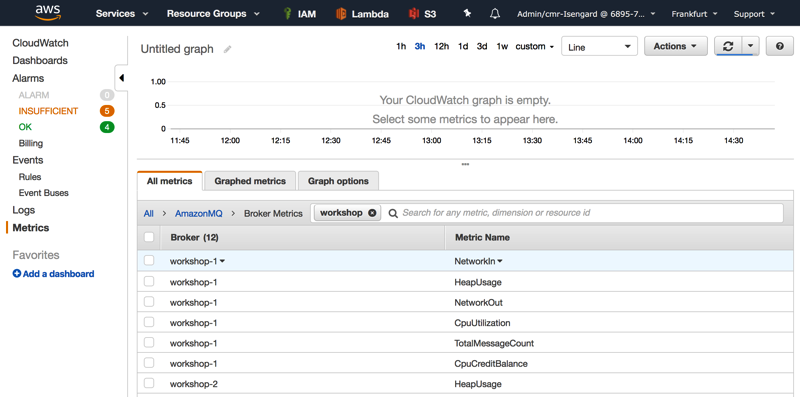 aws Services Resource Groups IAM Lambda S3 Admin/cmr-Isengard @ 6895-7... Frankfurt Support
CloudWatch
Dashboards
Alarms
ALARM 0
INSUFFICIENT 5
OK 4
Billing
Events
Rules
Event Buses
Logs
Metrics
Favorites
Add a dashboard
Untitled graph 1h 3h 12h 1d 3d 1w custom Line Actions
1.00
0.5
0
Your CloudWatch graph is empty.
Select some metrics to appear here.
11:45 12:00 12:15 12:30 12:45 13:00 13:15 13:30 13:45 14:00 14:15 14:30
All metrics Graphed metrics Graph options
All > AmazonMQ > Broker Metrics workshop Search for any metric, dimension or resource id
Broker (12) Metric Name
workshop-1 NetworkIn
workshop-1 HeapUsage
workshop-1 NetworkOut
workshop-1 CpuUtilization
workshop-1 TotalMessageCount
workshop-1 CpuCreditBalance
workshop-2 HeapUsage